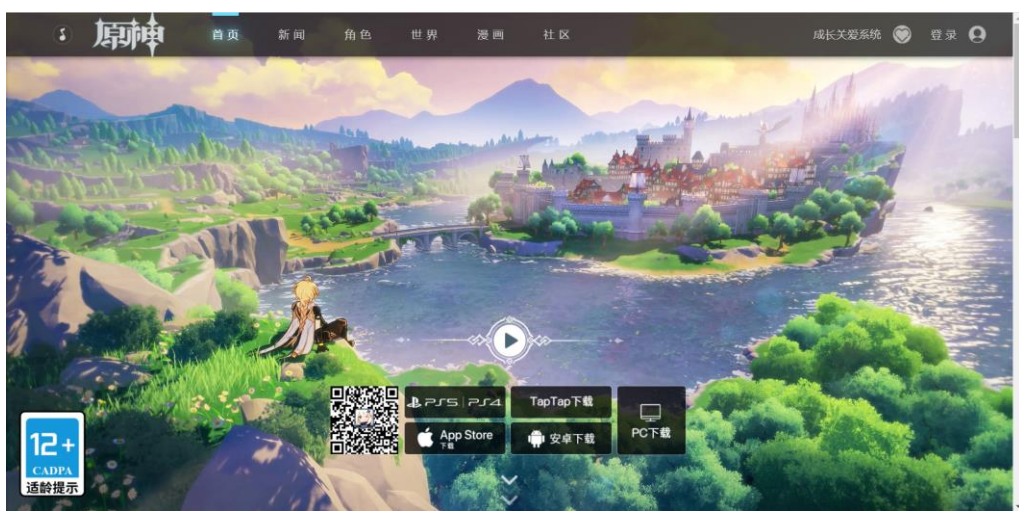 原神
首页 新闻 角色 世界 漫画 社区 成长关爱系统 登录
PS5 PS4 TapTap下载
App Store
下载
安卓下载
PC下载
12+
CADPA
适龄提示